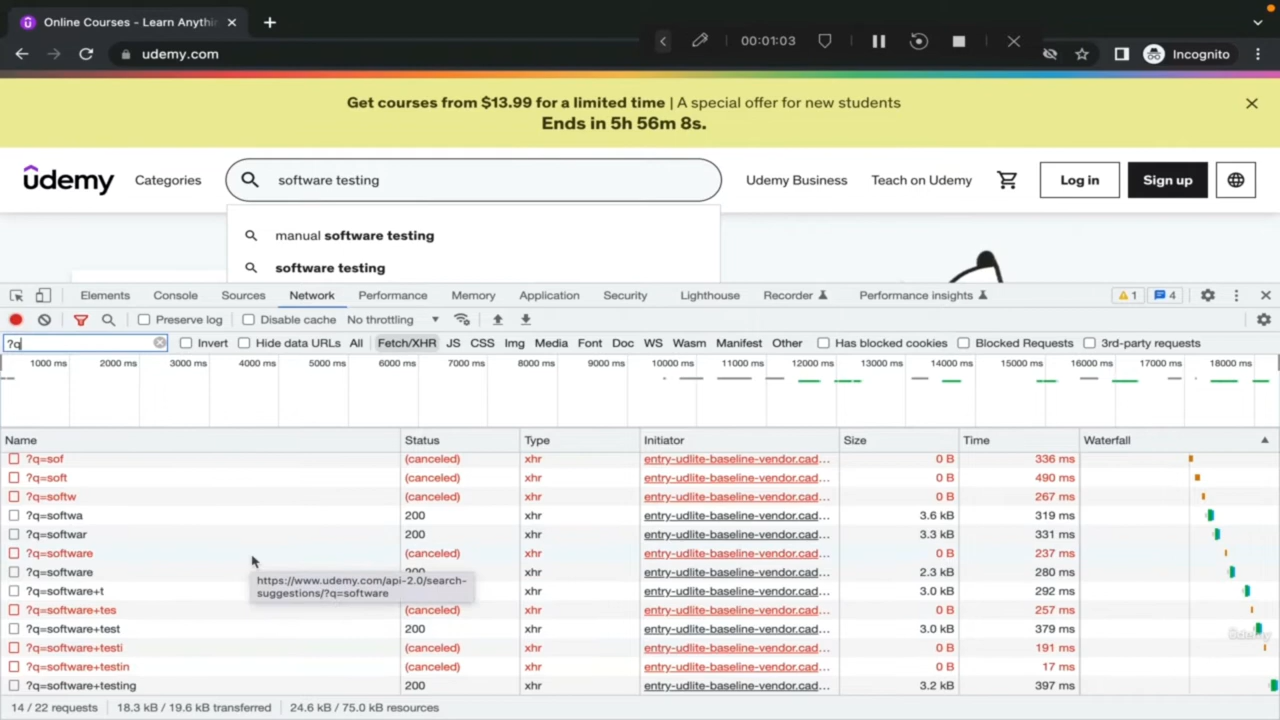 Online Courses - Learn Anythin
udemy.com
00:01:03
Incognito
Get courses from $13.99 for a limited time | A special offer for new students
Ends in 5h 56m 8s.
ûdemy
Categories
software testing
Udemy Business
Teach on Udemy
Log in
Sign up
manual software testing
software testing
Elements Console Sources Network Performance Memory Application Security Lighthouse Recorder Performance insights 1 4
Preserve log Disable cache No throttling
?q Invert Hide data URLs All Fetch/XHR JS CSS Img Media Font Doc WS Wasm Manifest Other Has blocked cookies Blocked Requests 3rd-party requests
1000 ms 2000 ms 3000 ms 4000 ms 5000 ms 6000 ms 7000 ms 8000 ms 9000 ms 10000 ms 11000 ms 12000 ms 13000 ms 14000 ms 15000 ms 16000 ms 17000 ms 18000 ms
Name Status Type Initiator Size Time Waterfall
?q=sof (canceled) xhr entry-udlite-baseline-vendor.cad… 0 B 336 ms
?q=soft (canceled) xhr entry-udlite-baseline-vendor.cad… 0 B 490 ms
?q=softw (canceled) xhr entry-udlite-baseline-vendor.cad… 0 B 267 ms
?q=softwa 200 xhr entry-udlite-baseline-vendor.cad… 3.6 kB 319 ms
?q=softwar 200 xhr entry-udlite-baseline-vendor.cad… 3.3 kB 331 ms
?q=software (canceled) xhr entry-udlite-baseline-vendor.cad… 0 B 237 ms
?q=software 200 xhr entry-udlite-baseline-vendor.cad… 2.3 kB 280 ms
https://www.udemy.com/api-2.0/search-
suggestions/?q=software
?q=software+t xhr entry-udlite-baseline-vendor.cad… 3.0 kB 292 ms
?q=software+tes (canceled) xhr entry-udlite-baseline-vendor.cad… 0 B 257 ms
?q=software+test 200 xhr entry-udlite-baseline-vendor.cad… 3.0 kB 379 ms
Udemy
?q=software+testi (canceled) xhr entry-udlite-baseline-vendor.cad… 0 B 191 ms
?q=software+testin (canceled) xhr entry-udlite-baseline-vendor.cad… 0 B 17 ms
?q=software+testing 200 xhr entry-udlite-baseline-vendor.cad… 3.2 kB 397 ms
14 / 22 requests 18.3 kB / 19.6 kB transferred 24.6 kB / 75.0 kB resources